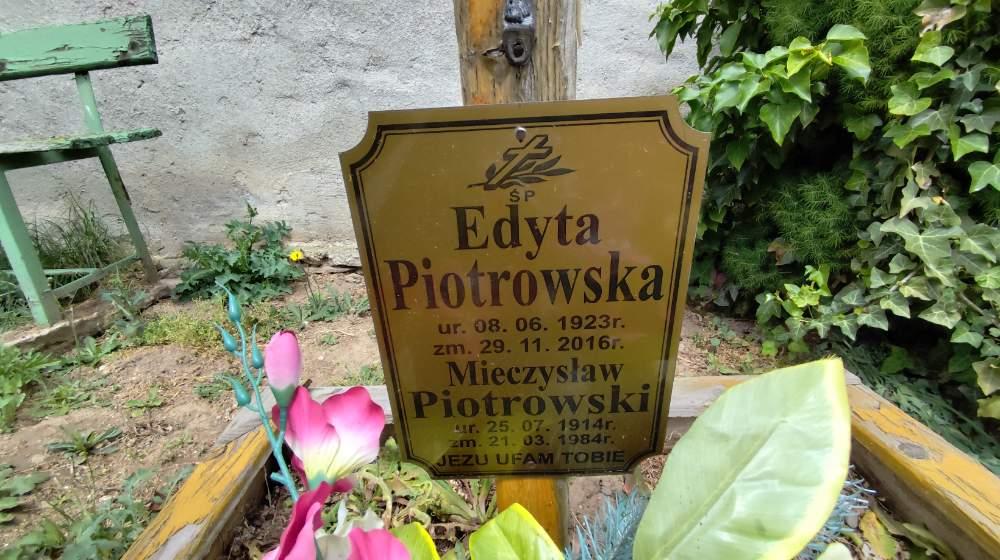 ŚP
Edyta
Piotrowska
ur. 08. 06. 1923r.
zm. 29. 11. 2016r.
Mieczysław
Piotrowski
ur. 25. 07. 1914r.
zm. 21. 03. 1984r.
JEZU UFAM TOBIE